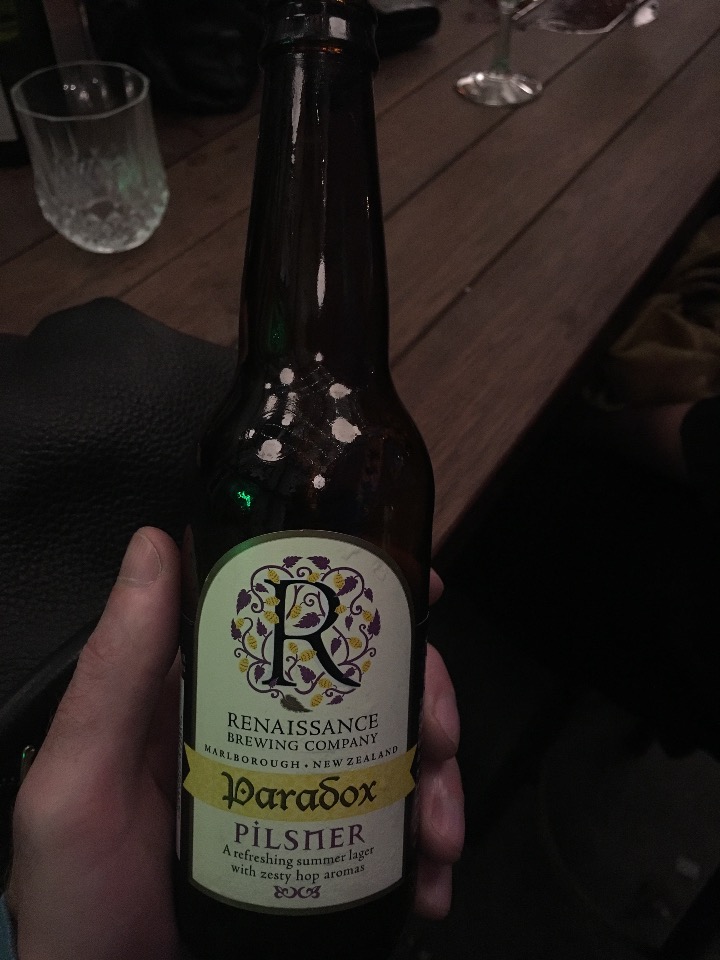 R
RENAISSANCE
BREWING COMPANY
MARLBOROUGH • NEW ZEALAND
Paradox
PILSNER
A refreshing summer lager
with zesty hop aromas